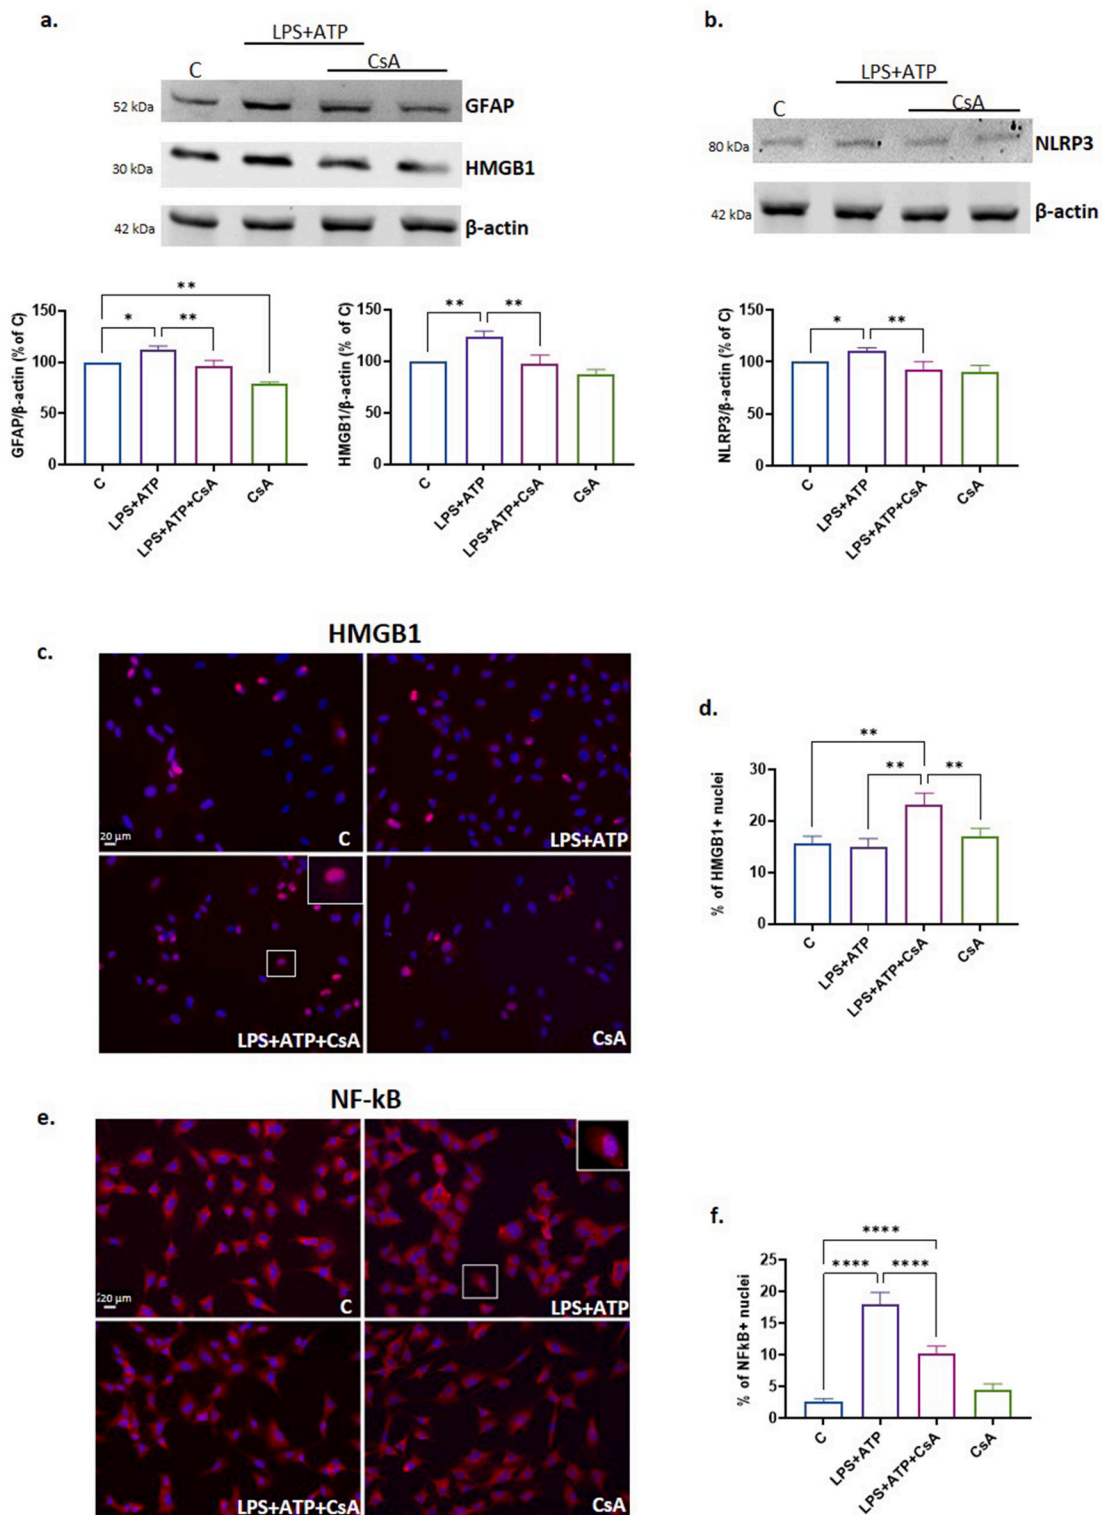 a.
LPS+ATP
C
CsA
52 kDa
GFAP
30 kDa
HMGB1
42 kDa
β-actin
b.
LPS+ATP
C
CsA
80 kDa
NLRP3
42 kDa
β-actin
GFAP/β-actin (% of C)
150
100
50
0
**
*
**
C
LPS+ATP
LPS+ATP+CsA
CsA
HMGB1/β-actin (% of C)
150
100
50
0
**
**
C
LPS+ATP
LPS+ATP+CsA
CsA
NLRP3/β-actin (% of C)
150
100
50
0
*
**
C
LPS+ATP
LPS+ATP+CsA
CsA
HMGB1
c.
20 µm
C
LPS+ATP
LPS+ATP+CsA
CsA
d.
% of HMGB1+ nuclei
30
20
10
0
**
**
**
C
LPS+ATP
LPS+ATP+CsA
CsA
NF-kB
e.
20 µm
C
LPS+ATP
LPS+ATP+CsA
CsA
f.
% of NFkB+ nuclei
25
20
15
10
5
0
****
****
****
C
LPS+ATP
LPS+ATP+CsA
CsA